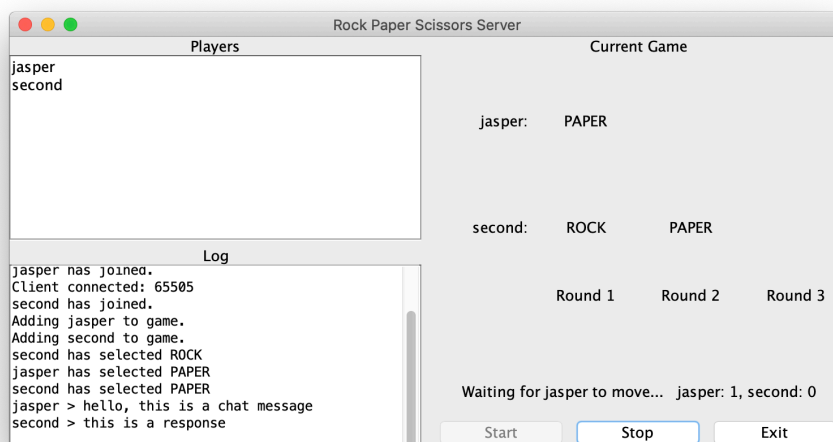 Rock Paper Scissors Server
Players
jasper
second
Log
jasper has joined.
Client connected: 65505
second has joined.
Adding jasper to game.
Adding second to game.
second has selected ROCK
jasper has selected PAPER
second has selected PAPER
jasper > hello, this is a chat message
second > this is a response
Current Game
jasper: PAPER
second: ROCK PAPER
Round 1 Round 2 Round 3
Waiting for jasper to move... jasper: 1, second: 0
Start Stop Exit